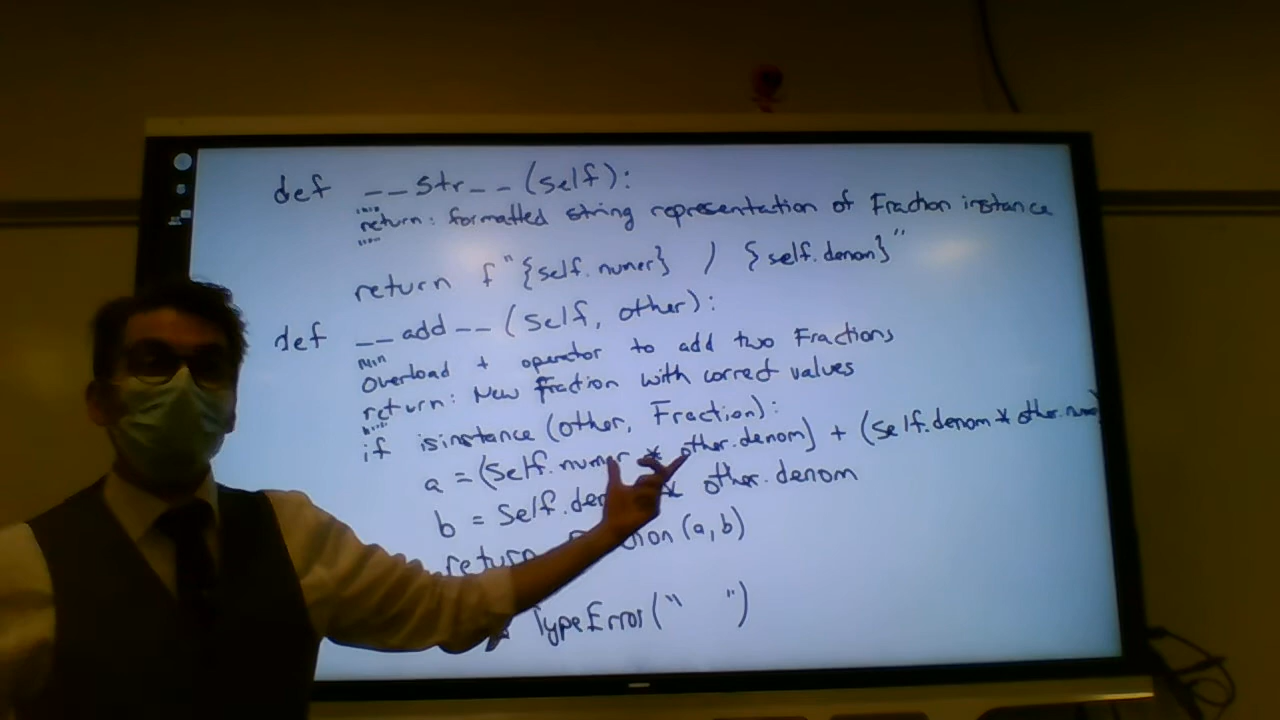 def __str__(self):
"""
return: formatted string representation of Fraction instance
"""
return f"{self.numer} / {self.denom}"
def __add__(self, other):
"""
Overload + operator to add two Fractions
return: New Fraction with correct values
"""
if isinstance(other, Fraction):
a = (self.numer * other.denom) + (self.denom * other.numer
b = self.den * other.denom
return (a, b)
TypeError(" ")